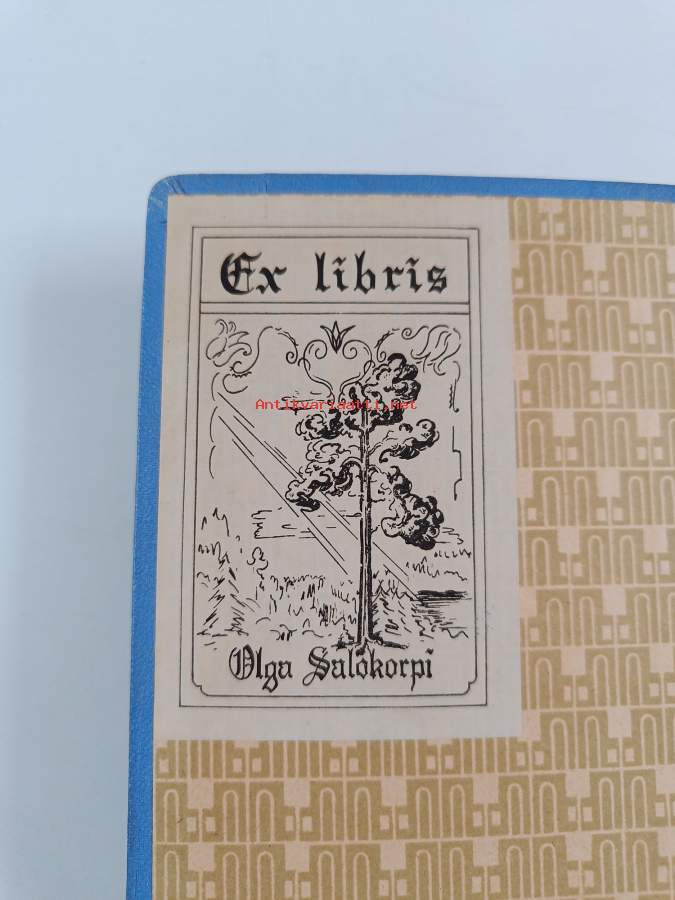 Ex libris
Antikvariaatti.net
Olga Salokorpi